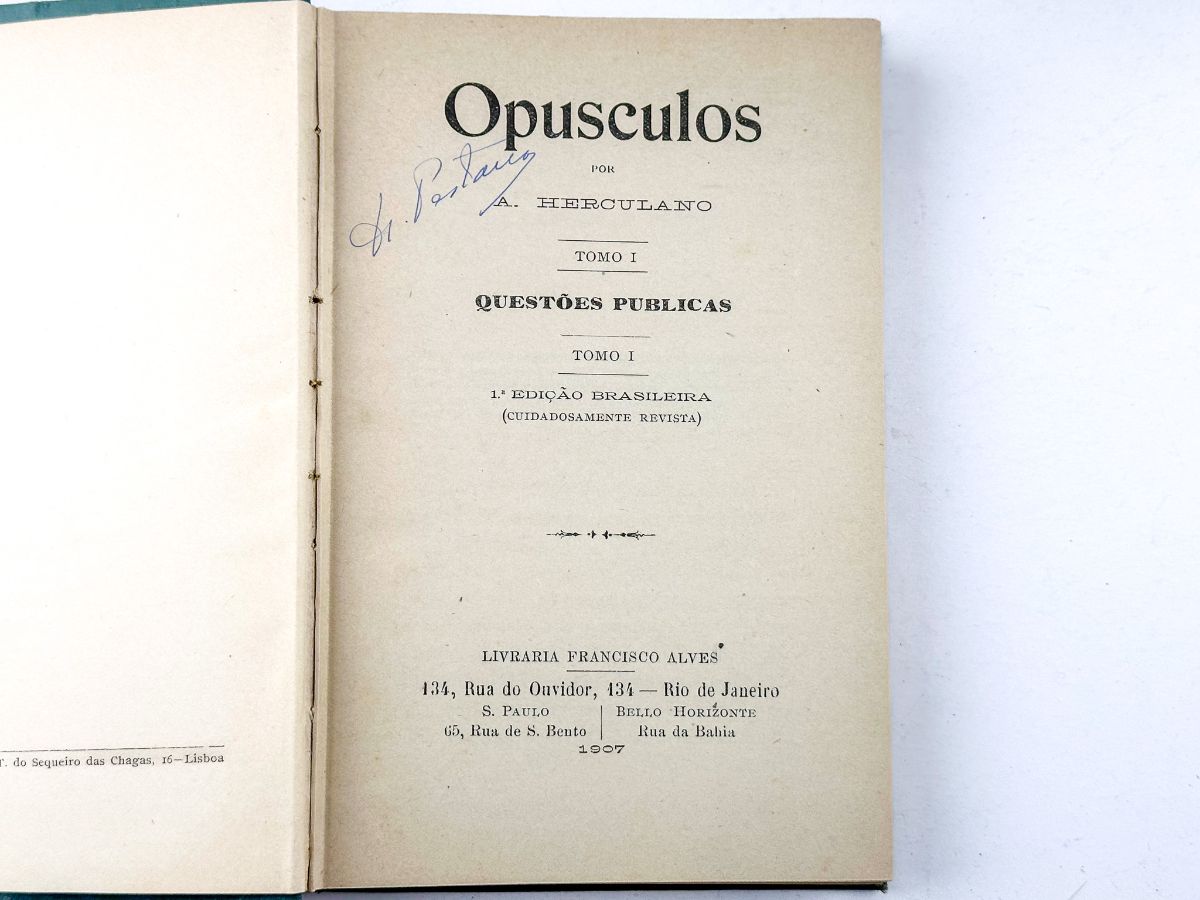 Opusculos
POR
A. HERCULANO
TOMO I
QUESTÕES PUBLICAS
TOMO I
1.ª EDIÇÃO BRASILEIRA
(CUIDADOSAMENTE REVISTA)
LIVRARIA FRANCISCO ALVES
134, Rua do Ouvidor, 134 — Rio de Janeiro
S. PAULO | BELLO HORIZONTE
65, Rua de S. Bento | Rua da Bahia
1907
T. do Sequeiro das Chagas, 16—Lisboa